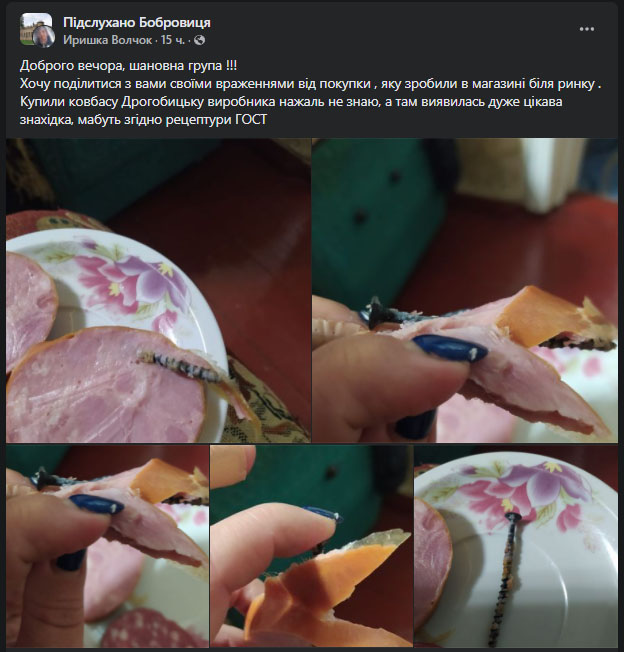 Підслухано Бобровиця
Иришка Волчок · 15 ч. ·
Доброго вечора, шановна група !!!
Хочу поділитися з вами своїми враженнями від покупки , яку зробили в магазині біля ринку .
Купили ковбасу Дрогобицьку виробника нажаль не знаю, а там виявилась дуже цікава
знахідка, мабуть згідно рецептури ГОСТ